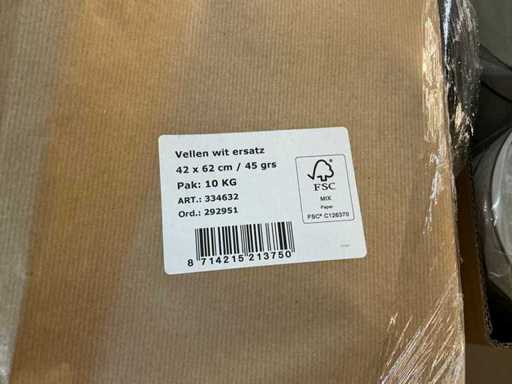 Vellen wit ersatz
42 x 62 cm / 45 grs
Pak: 10 KG
ART.: 334632
Ord.: 292951
FSC
MIX
Paper
FSC® C126370
8 714215 213750